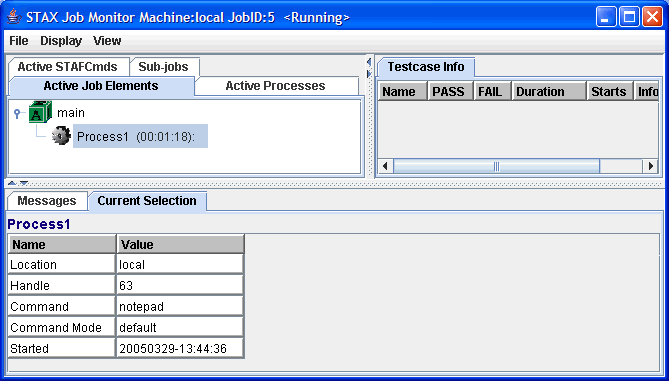 STAX Job Monitor Machine:local JobID:5 <Running>
File Display View
Active STAFCmds Sub-jobs
Active Job Elements Active Processes
main
Process1 (00:01:18):
Testcase Info
Name PASS FAIL Duration Starts Info
Messages Current Selection
Process1
Name Value
Location local
Handle 63
Command notepad
Command Mode default
Started 20050329-13:44:36